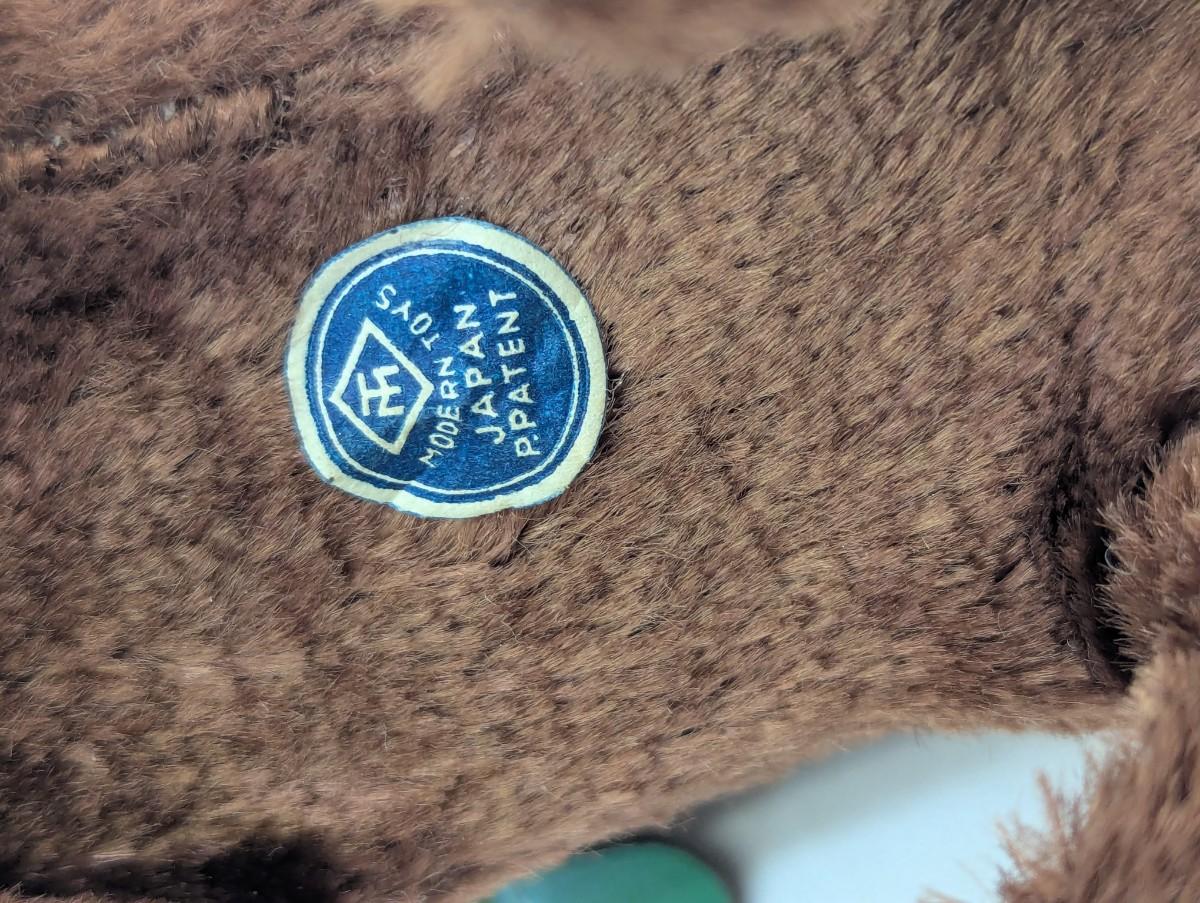 TM
MODERN TOYS
JAPAN
P.PATENT